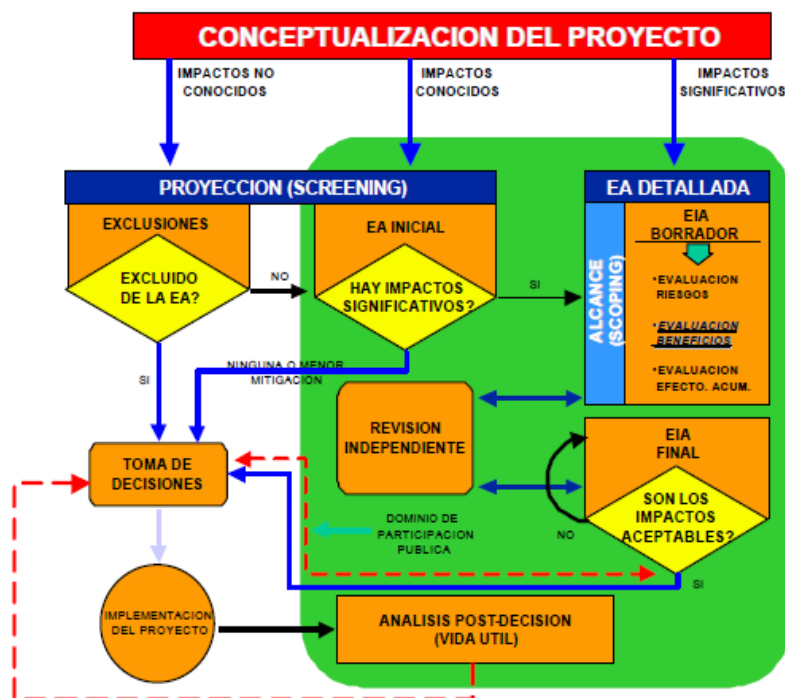 CONCEPTUALIZACION DEL PROYECTO
IMPACTOS NO
CONOCIDOS
IMPACTOS
CONOCIDOS
IMPACTOS
SIGNIFICATIVOS
PROYECCION (SCREENING)
EA DETALLADA
EXCLUSIONES
EXCLUIDO
DE LA EA?
NO
EA INICIAL
HAY IMPACTOS
SIGNIFICATIVOS?
SI
ALCANCE
(SCOPING)
EIA
BORRADOR
•EVALUACION
RIESGOS
•EVALUACION
BENEFICIOS
•EVALUACION
EFECTO. ACUM.
SI
NINGUNA O MENOR
MITIGACION
REVISION
INDEPENDIENTE
EIA
FINAL
SON LOS
IMPACTOS
ACEPTABLES?
NO
SI
TOMA DE
DECISIONES
DOMINIO DE
PARTICIPACION
PUBLICA
IMPLEMENTACION
DEL PROYECTO
ANALISIS POST-DECISION
(VIDA UTIL)